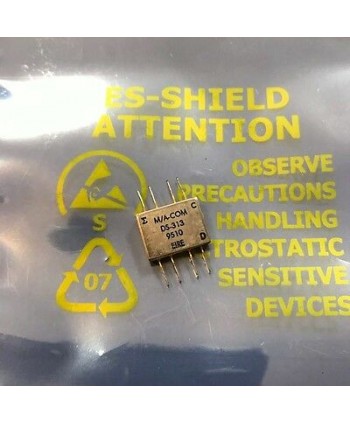 ES-SHIELD
ATTENTION
OBSERVE
PRECAUTIONS
HANDLING
TROSTATIC
SENSITIVE
DEVICES
S
07
Σ
C
M/A-COM
DS-313
9510
D